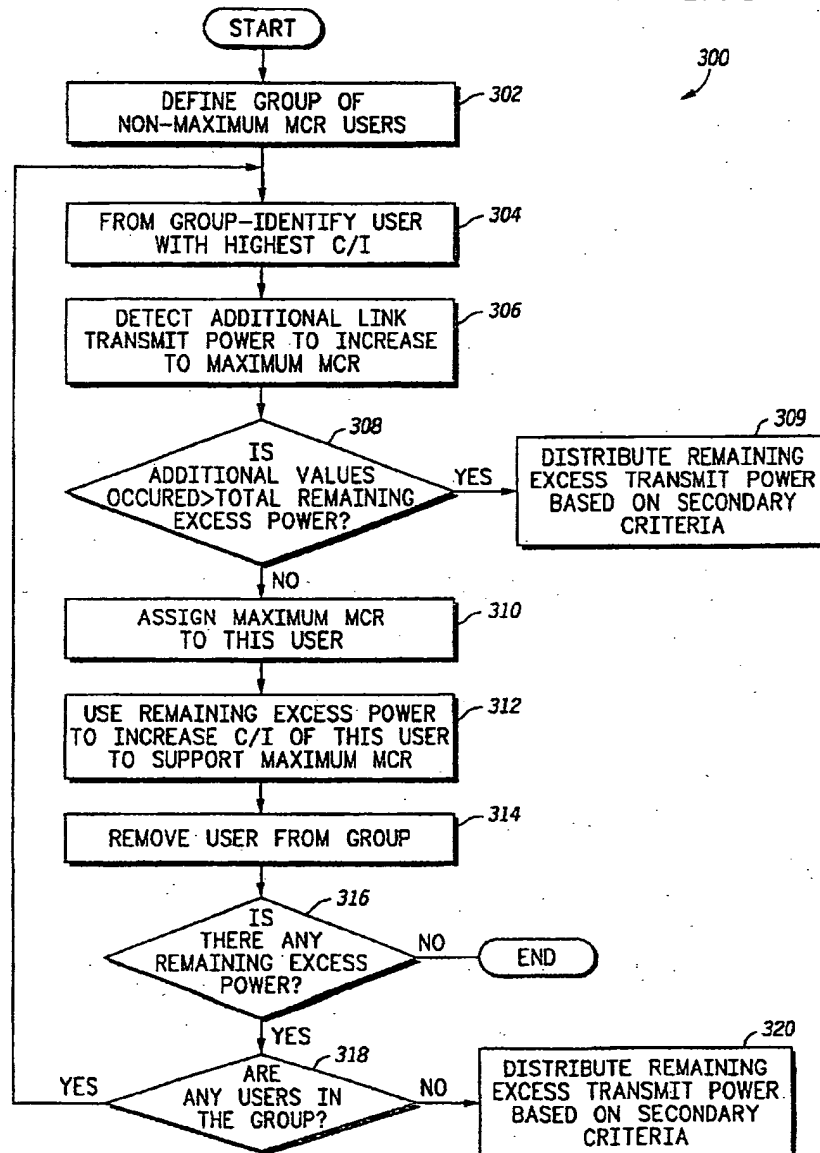 START
300
DEFINE GROUP OF
NON-MAXIMUM MCR USERS
302
FROM GROUP-IDENTIFY USER
WITH HIGHEST C/I
304
DETECT ADDITIONAL LINK
TRANSMIT POWER TO INCREASE
TO MAXIMUM MCR
306
308
IS
ADDITIONAL VALUES
OCCURED>TOTAL REMAINING
EXCESS POWER?
YES
309
DISTRIBUTE REMAINING
EXCESS TRANSMIT POWER
BASED ON SECONDARY
CRITERIA
NO
ASSIGN MAXIMUM MCR
TO THIS USER
310
USE REMAINING EXCESS POWER
TO INCREASE C/I OF THIS USER
TO SUPPORT MAXIMUM MCR
312
REMOVE USER FROM GROUP
314
316
IS
THERE ANY
REMAINING EXCESS
POWER?
NO
END
YES
318
ARE
ANY USERS IN
THE GROUP?
YES
NO
320
DISTRIBUTE REMAINING
EXCESS TRANSMIT POWER
BASED ON SECONDARY
CRITERIA